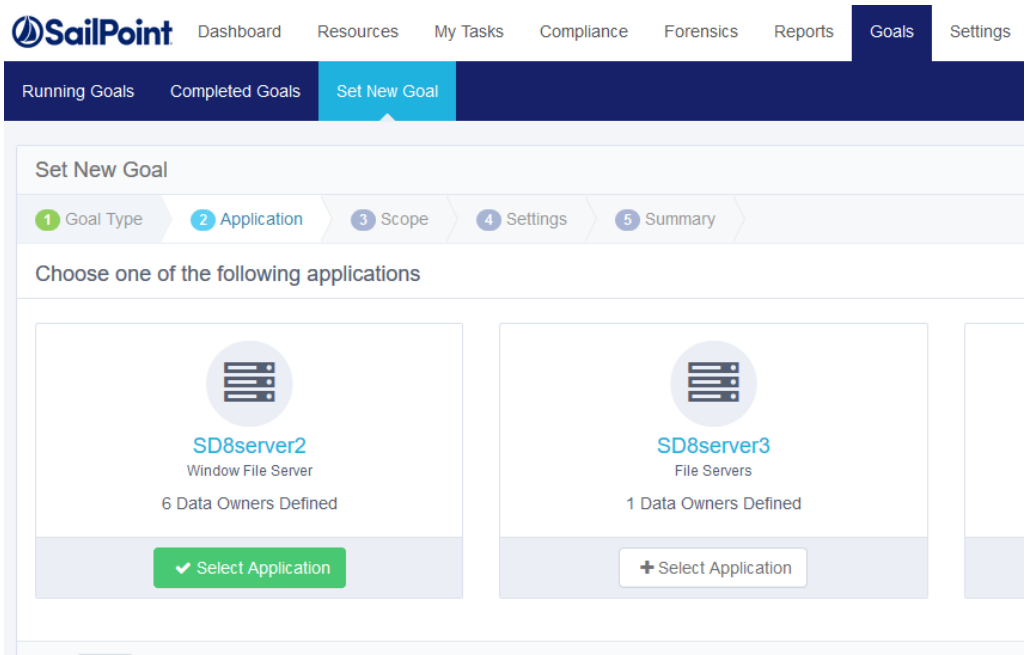 SailPoint Dashboard Resources My Tasks Compliance Forensics Reports Goals Settings
Running Goals Completed Goals Set New Goal
Set New Goal
1 Goal Type 2 Application 3 Scope 4 Settings 5 Summary
Choose one of the following applications
SD8server2
Window File Server
6 Data Owners Defined
Select Application
SD8server3
File Servers
1 Data Owners Defined
Select Application